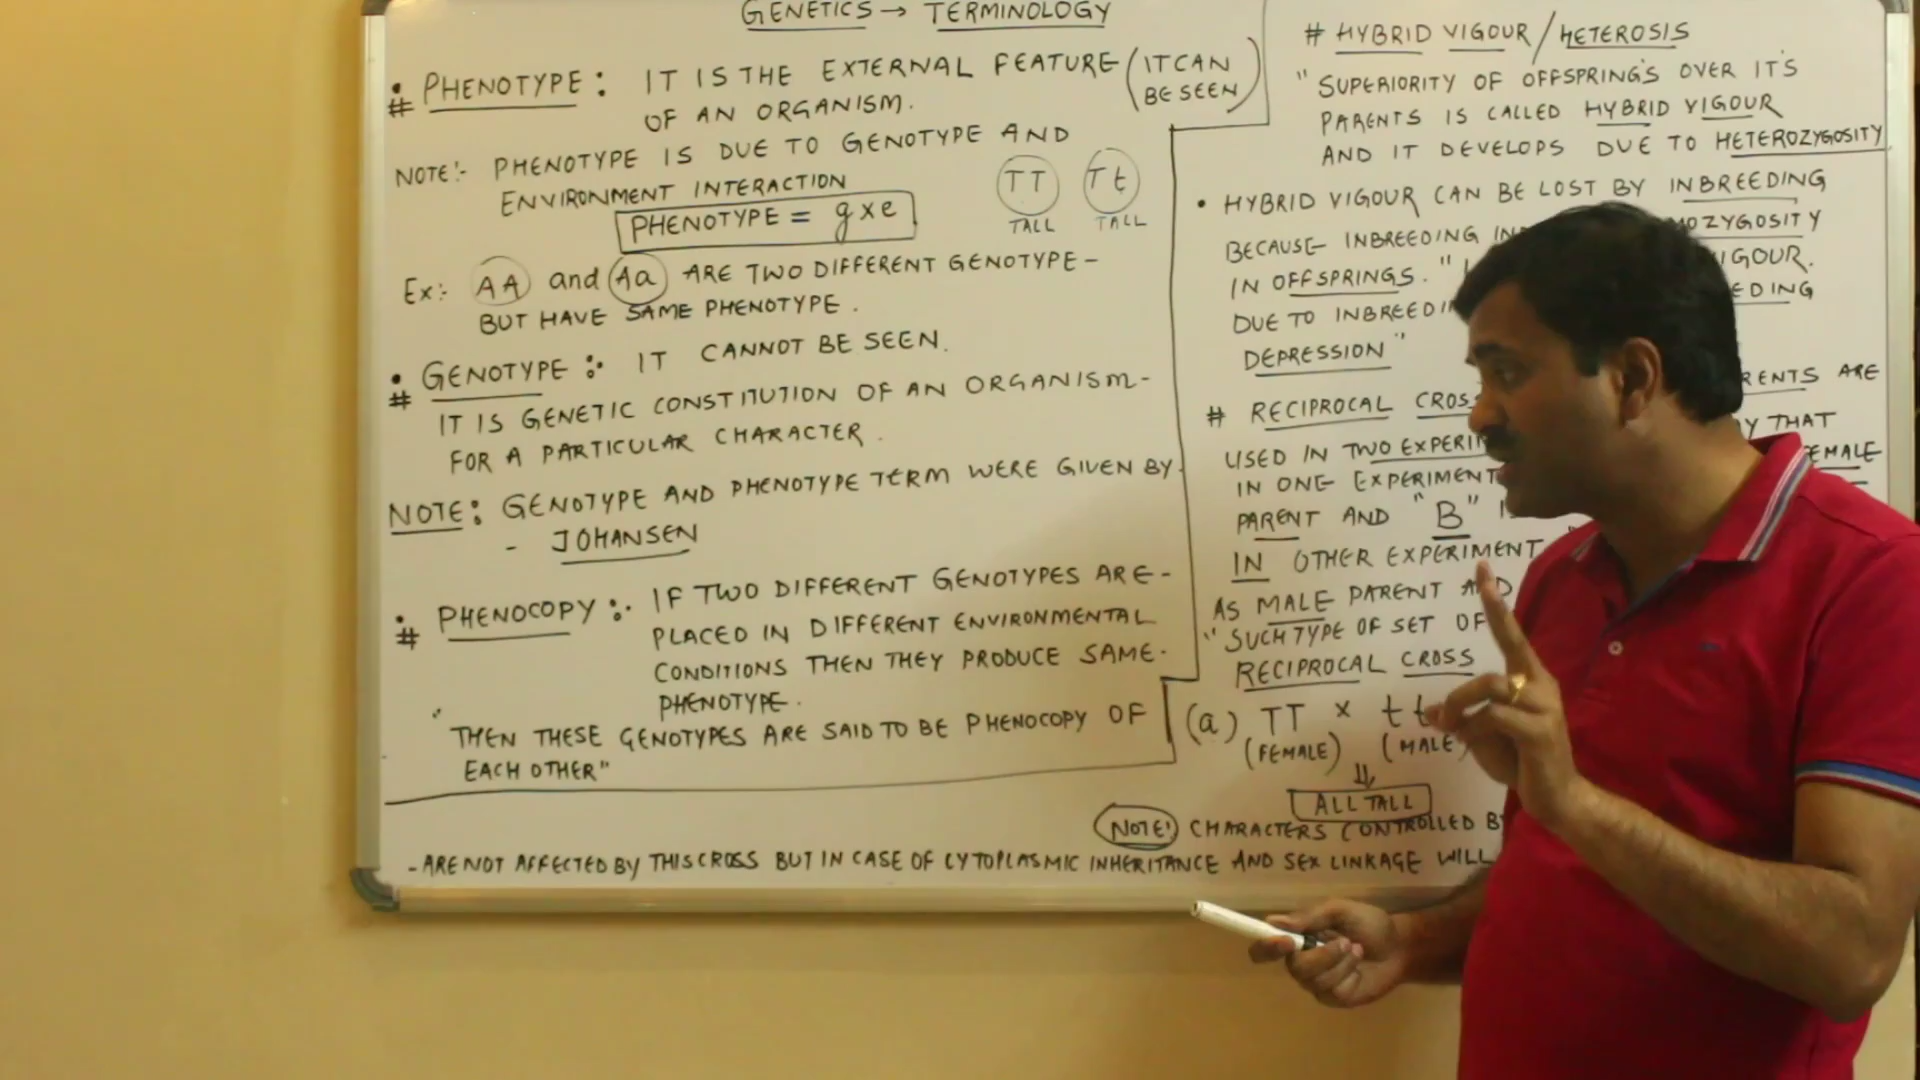 GENETICS → TERMINOLOGY
• # PHENOTYPE : IT IS THE EXTERNAL FEATURE (IT CAN BE SEEN)
OF AN ORGANISM.
NOTE:- PHENOTYPE IS DUE TO GENOTYPE AND
ENVIRONMENT INTERACTION
PHENOTYPE = g x e
TT Tt
TALL TALL
Ex:- AA and Aa ARE TWO DIFFERENT GENOTYPE -
BUT HAVE SAME PHENOTYPE.
• # GENOTYPE :- IT CANNOT BE SEEN.
IT IS GENETIC CONSTITUTION OF AN ORGANISM -
FOR A PARTICULAR CHARACTER.
NOTE: GENOTYPE AND PHENOTYPE TERM WERE GIVEN BY
- JOHANSEN
• # PHENOCOPY :- IF TWO DIFFERENT GENOTYPES ARE -
PLACED IN DIFFERENT ENVIRONMENTAL
CONDITIONS THEN THEY PRODUCE SAME -
PHENOTYPE.
"THEN THESE GENOTYPES ARE SAID TO BE PHENOCOPY OF
EACH OTHER"
# HYBRID VIGOUR / HETEROSIS
"SUPERIORITY OF OFFSPRING'S OVER IT'S
PARENTS IS CALLED HYBRID VIGOUR
AND IT DEVELOPS DUE TO HETEROZYGOSITY
• HYBRID VIGOUR CAN BE LOST BY INBREEDING
BECAUSE INBREEDING
IN OFFSPRINGS. " VIGOUR.
DUE TO
DEPRESSION"
# RECIPROCAL CROSS ARE
USED IN TWO THAT
IN ONE EXPERIMENT FEMALE
PARENT AND "B"
IN OTHER EXPERIMENT
AS MALE PARENT AND
"SUCH TYPE OF SET OF
RECIPROCAL CROSS
(a) TT x tt
(FEMALE) (MALE)
⇓
ALL TALL
NOTE: CHARACTERS CONTROLLED BY
- ARE NOT AFFECTED BY THIS CROSS BUT IN CASE OF CYTOPLASMIC INHERITANCE AND SEX LINKAGE WILL